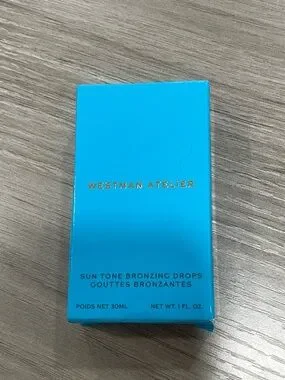 WESTMAN ATELIER
SUN TONE BRONZING DROPS
GOUTTES BRONZANTES
POIDS NET 30ML NET WT. 1 FL. OZ.